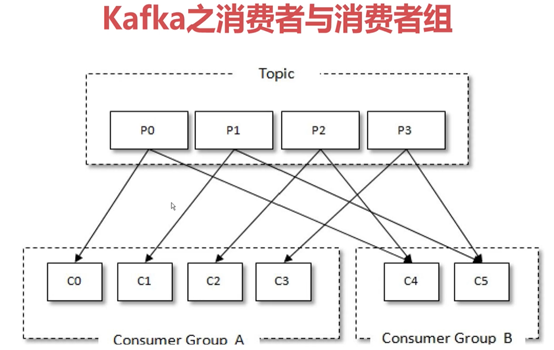 Kafka之消费者与消费者组
Topic
P0 P1 P2 P3
C0 C1 C2 C3 C4 C5
Consumer Group A Consumer Group B